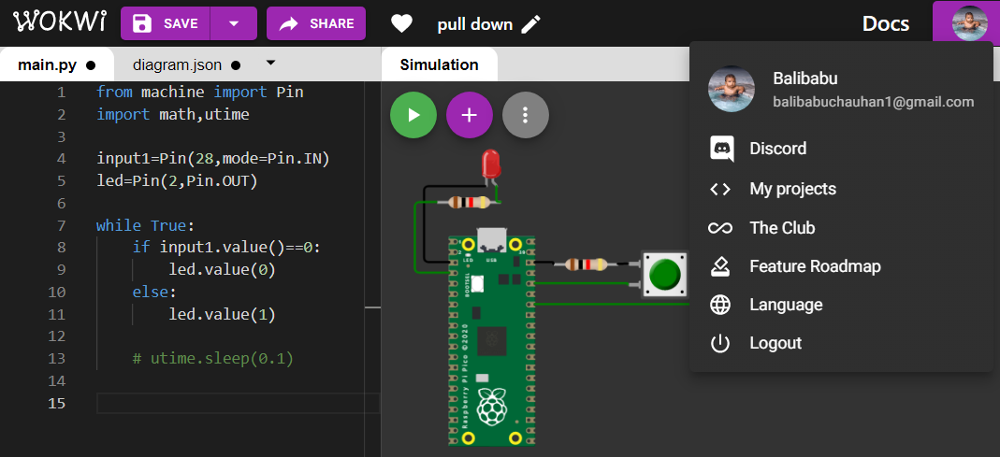 WOKWi SAVE SHARE pull down Docs
main.py diagram.json Simulation
1 from machine import Pin
2 import math,utime
3
4 input1=Pin(28,mode=Pin.IN)
5 led=Pin(2,Pin.OUT)
6
7 while True:
8 if input1.value()==0:
9 led.value(0)
10 else:
11 led.value(1)
12
13 # utime.sleep(0.1)
14
15
LED USB
BOOTSEL
Raspberry Pi Pico ©2020
Balibabu
balibabuchauhan1@gmail.com
Discord
My projects
The Club
Feature Roadmap
Language
Logout